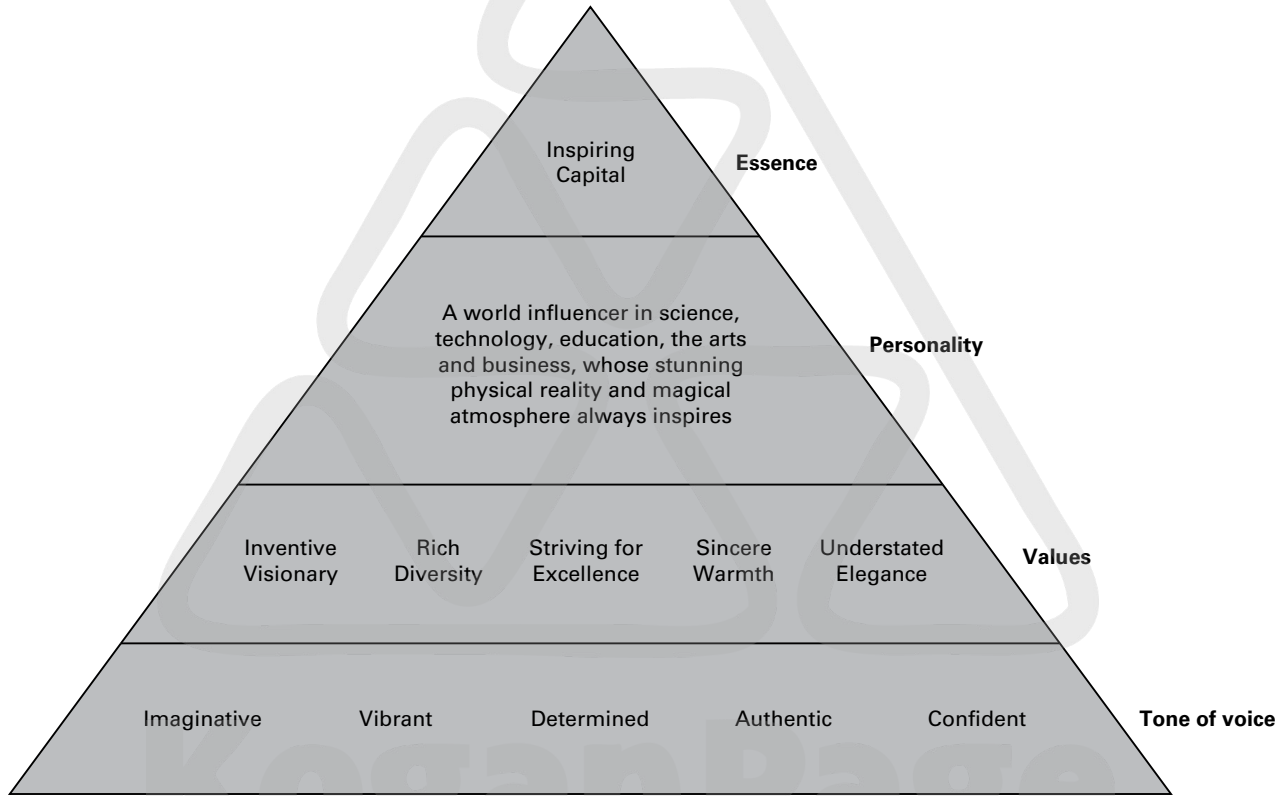 Inspiring
Capital
Essence
A world influencer in science,
technology, education, the arts
and business, whose stunning
physical reality and magical
atmosphere always inspires
Personality
Inventive
Visionary
Rich
Diversity
Striving for
Excellence
Sincere
Warmth
Understated
Elegance
Values
Imaginative
Vibrant
Determined
Authentic
Confident
Tone of voice
KoganPage